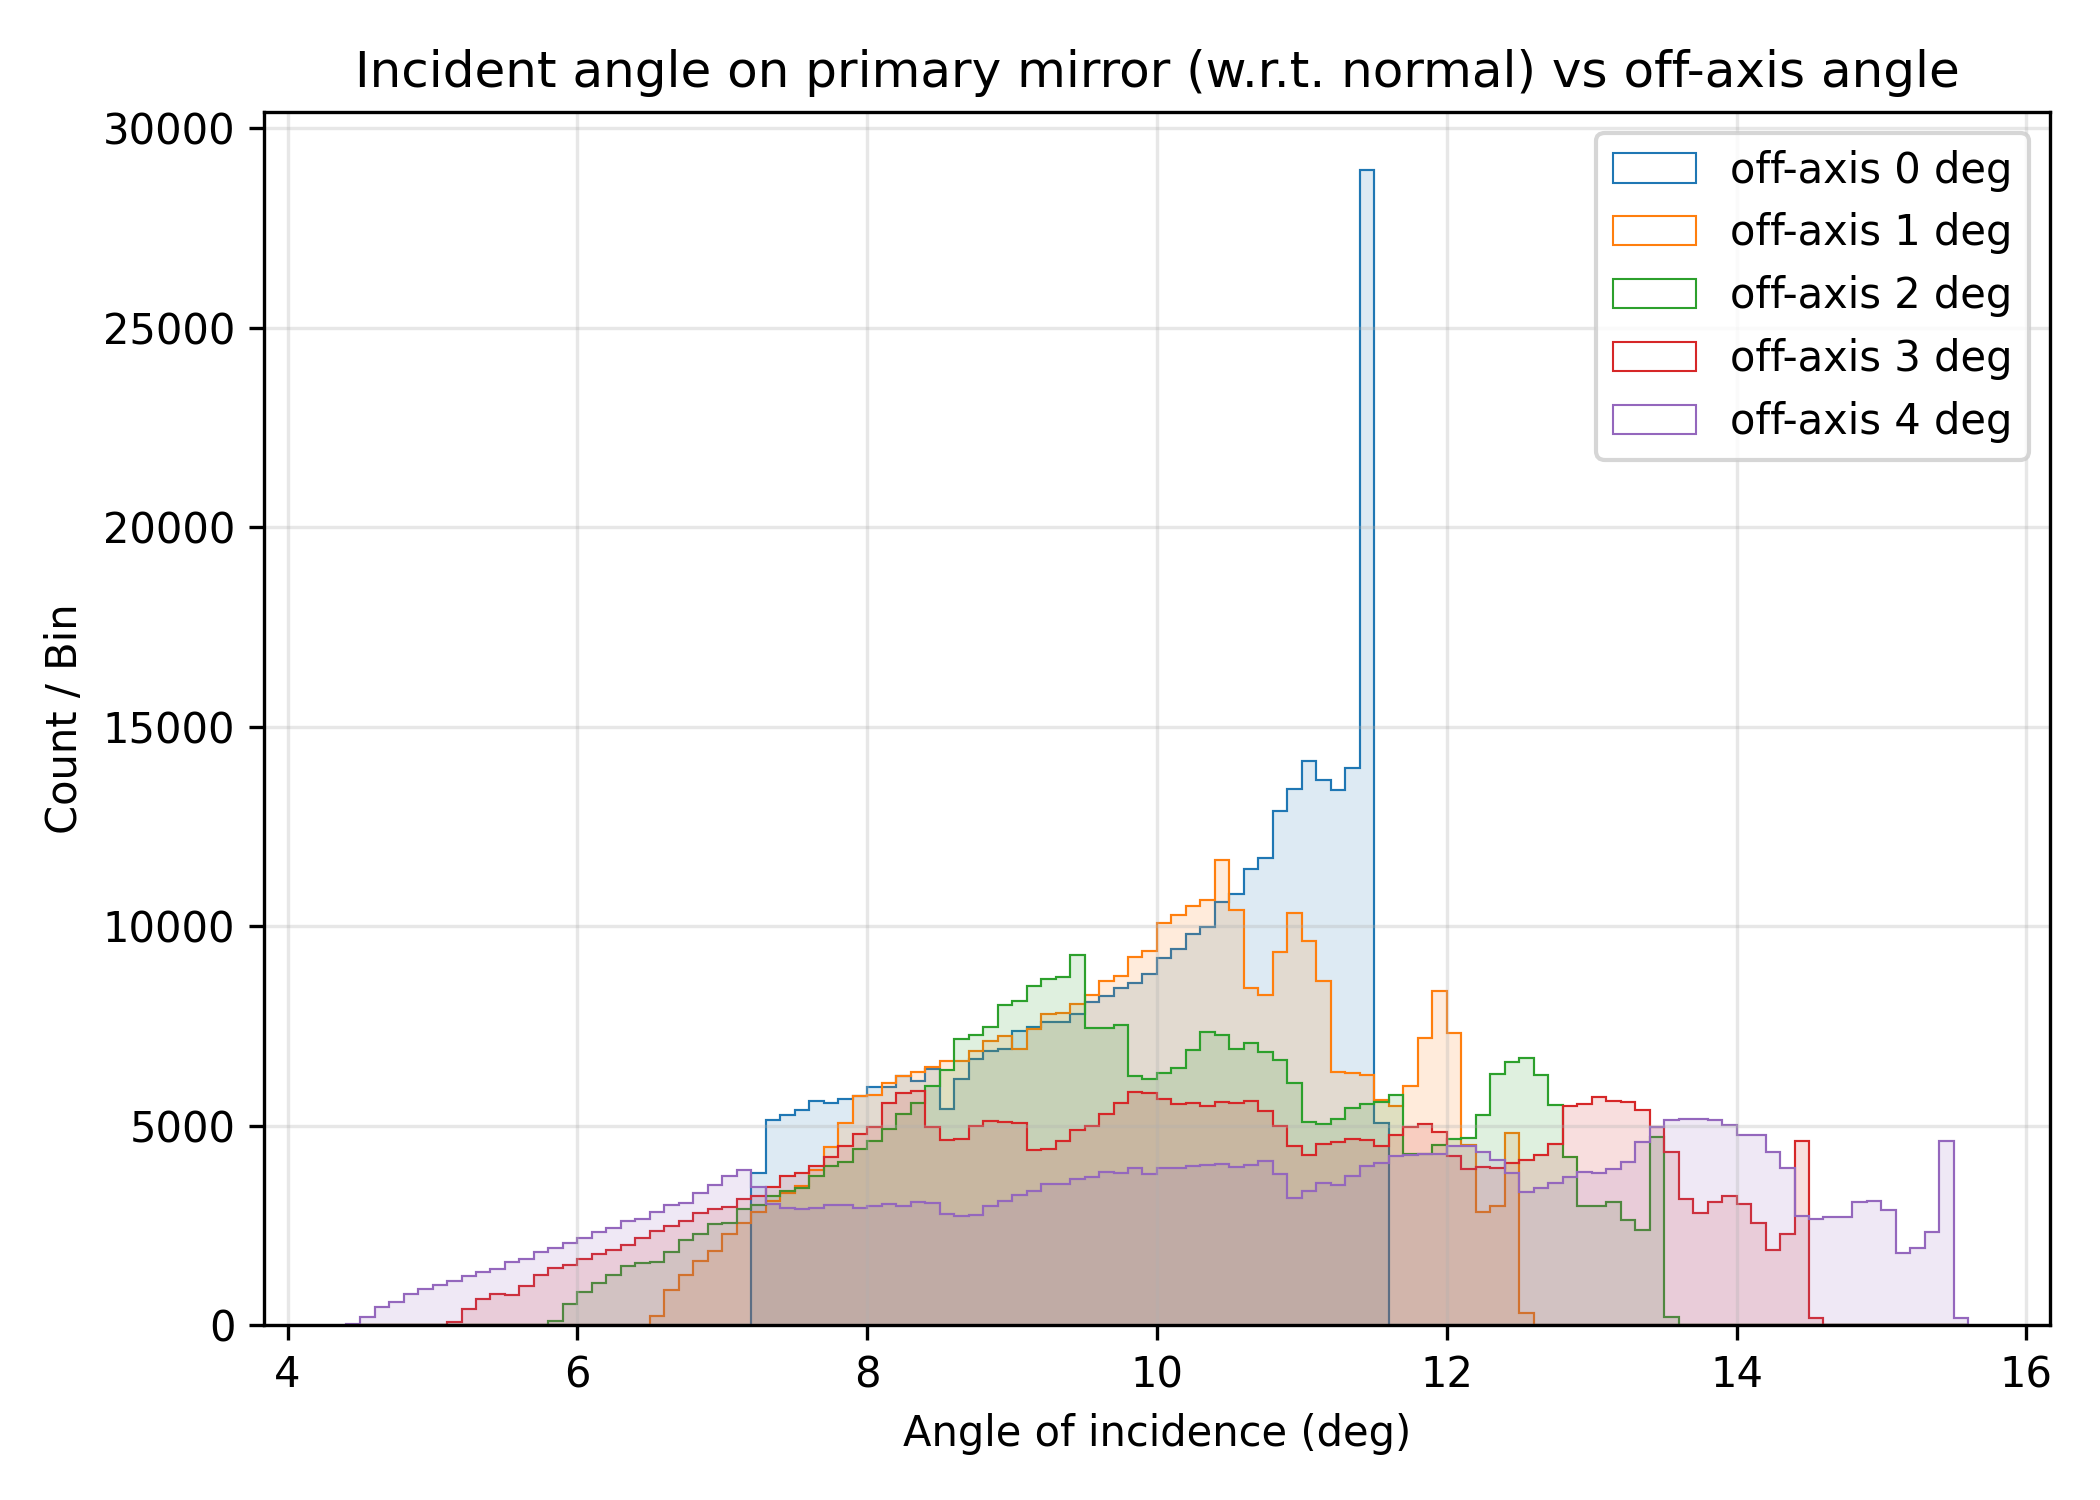 Incident angle on primary mirror (w.r.t. normal) vs off-axis angle
30000
25000
20000
15000
10000
5000
0
Count / Bin
off-axis 0 deg
off-axis 1 deg
off-axis 2 deg
off-axis 3 deg
off-axis 4 deg
4 6 8 10 12 14 16
Angle of incidence (deg)